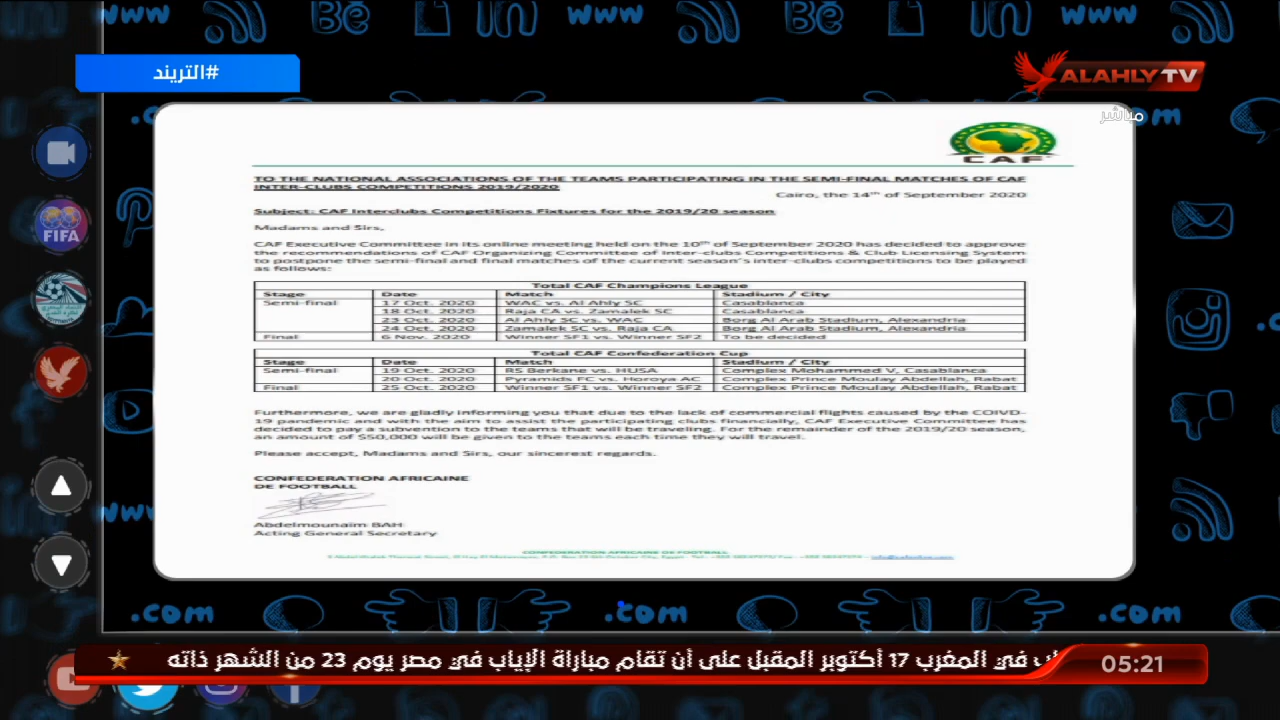 #التريند
ALAHLY TV
مباشر
FIFA
CAF
TO THE NATIONAL ASSOCIATIONS OF THE TEAMS PARTICIPATING IN THE SEMI-FINAL MATCHES OF CAF
INTER-CLUBS COMPETITIONS 2019/2020
Cairo, the 14th of September 2020
Subject: CAF Interclubs Competitions Fixtures for the 2019/20 season
Madams and Sirs,
CAF Executive Committee in its online meeting held on the 10th of September 2020 has decided to approve
the recommendations of CAF Organizing Committee of Inter-clubs Competitions & Club Licensing System
to postpone the semi-final and final matches of the current season's inter-clubs competitions to be played
as follows:
Total CAF Champions League
Stage Date Match Stadium / City
Semi-final 17 Oct. 2020 WAC vs. Al Ahly SC Casablanca
18 Oct. 2020 Raja CA vs. Zamalek SC Casablanca
23 Oct. 2020 Al Ahly SC vs. WAC Borg Al Arab Stadium, Alexandria
24 Oct. 2020 Zamalek SC vs. Raja CA Borg Al Arab Stadium, Alexandria
Final 6 Nov. 2020 Winner SF1 vs. Winner SF2 To be decided
Total CAF Confederation Cup
Stage Date Match Stadium / City
Semi-final 19 Oct. 2020 RS Berkane vs. HUSA Complex Mohammed V, Casablanca
20 Oct. 2020 Pyramids FC vs. Horoya AC Complex Prince Moulay Abdellah, Rabat
Final 25 Oct. 2020 Winner SF1 vs. Winner SF2 Complex Prince Moulay Abdellah, Rabat
Furthermore, we are gladly informing you that due to the lack of commercial flights caused by the COIVD-
19 pandemic and with the aim to assist the participating clubs financially, CAF Executive Committee has
decided to pay a subvention to the teams that will be traveling. For the remainder of the 2019/20 season,
an amount of $50,000 will be given to the teams each time they will travel.
Please accept, Madams and Sirs, our sincerest regards.
CONFEDERATION AFRICAINE
DE FOOTBALL
Abdelmounaim BAH
Acting General Secretary
CONFEDERATION AFRICAINE DE FOOTBALL
في المغرب 17 أكتوبر المقبل على أن تقام مباراة الإياب في مصر يوم 23 من الشهر ذاته
05:21